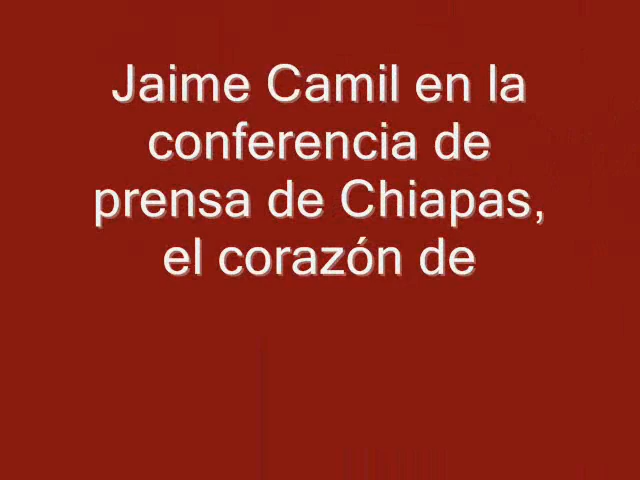 Jaime Camil en la
conferencia de
prensa de Chiapas,
el corazón de